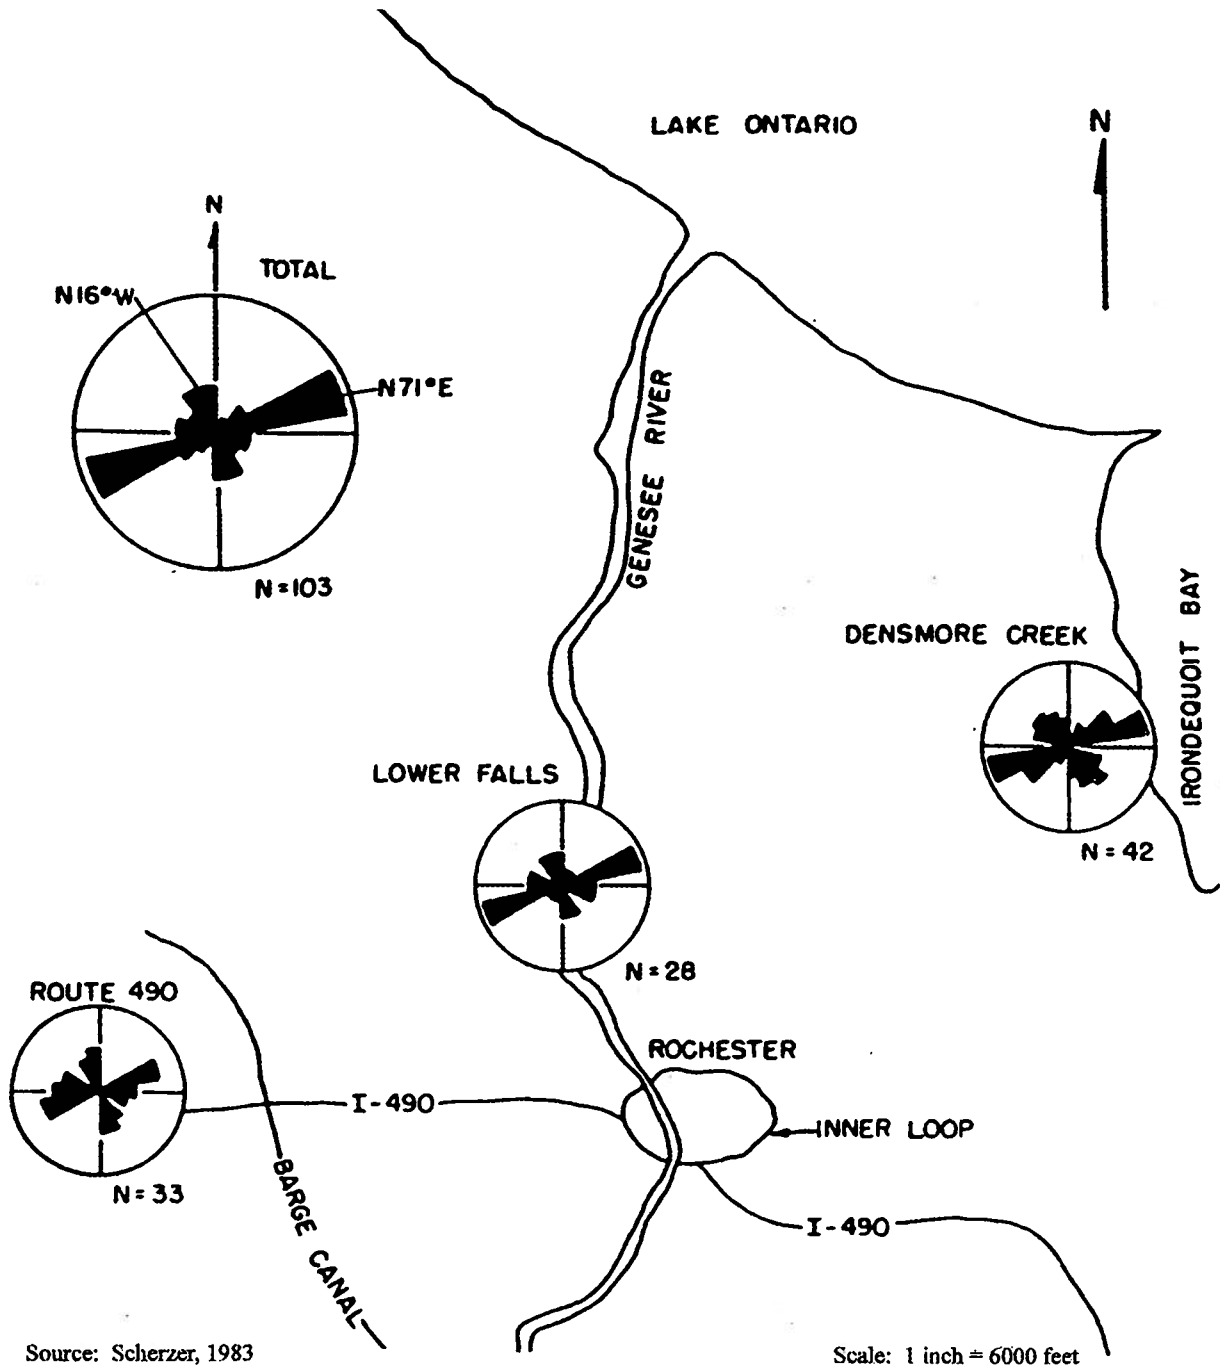 LAKE ONTARIO
N
N
TOTAL
N16°W
N71°E
N=103
GENESEE RIVER
DENSMORE CREEK
IRONDEQUOIT BAY
N=42
LOWER FALLS
N=28
ROUTE 490
N=33
ROCHESTER
I-490
INNER LOOP
BARGE CANAL
I-490
Source: Scherzer, 1983
Scale: 1 inch = 6000 feet